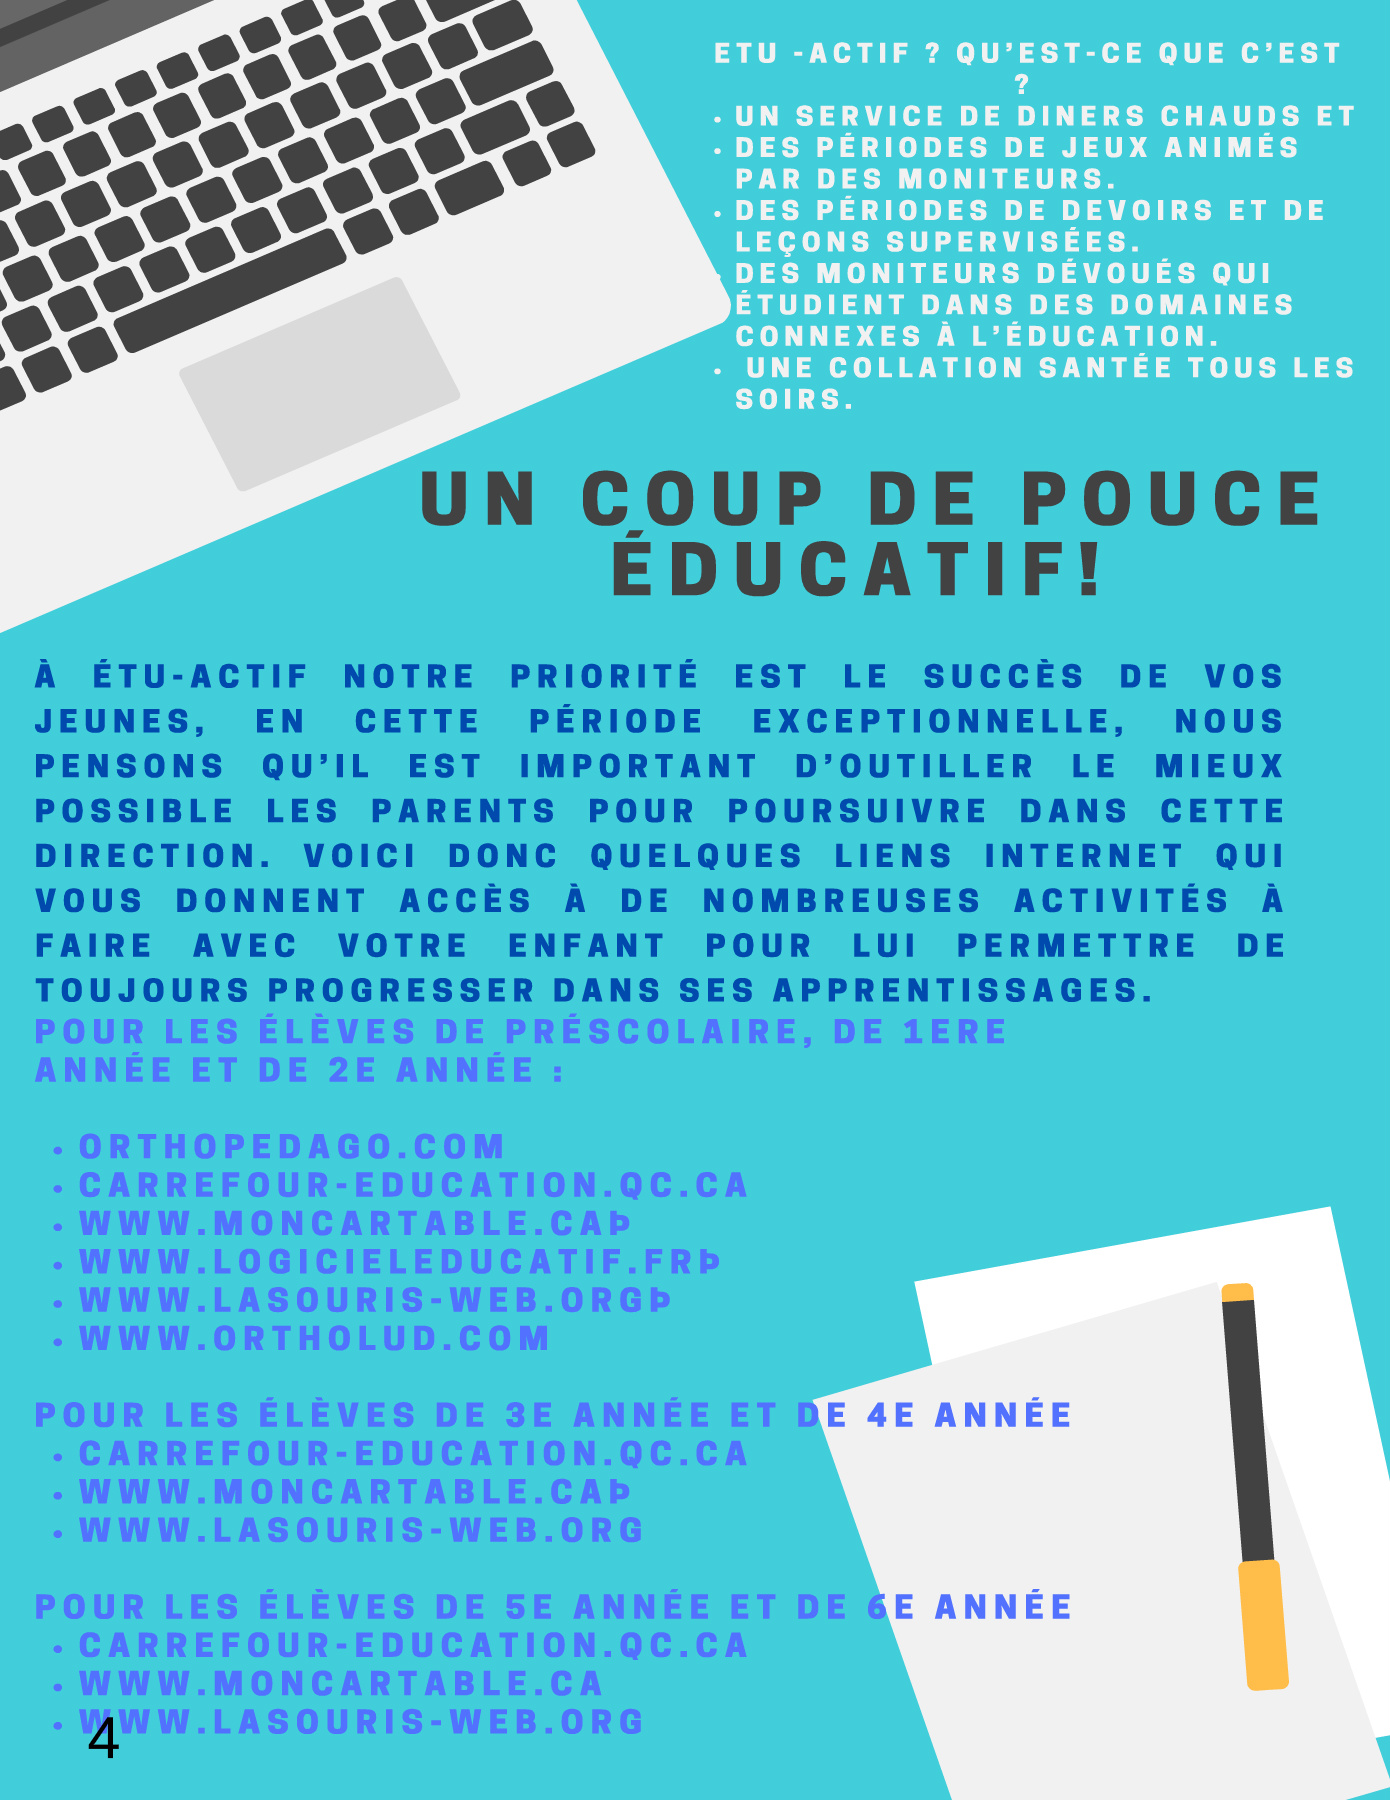 ETU -ACTIF ? QU’EST-CE QUE C’EST
?
• UN SERVICE DE DINERS CHAUDS ET
• DES PÉRIODES DE JEUX ANIMÉS
PAR DES MONITEURS.
• DES PÉRIODES DE DEVOIRS ET DE
LEÇONS SUPERVISÉES.
• DES MONITEURS DÉVOUÉS QUI
ÉTUDIENT DANS DES DOMAINES
CONNEXES À L’ÉDUCATION.
• UNE COLLATION SANTÉE TOUS LES
SOIRS.
UN COUP DE POUCE
ÉDUCATIF!
À ÉTU-ACTIF NOTRE PRIORITÉ EST LE SUCCÈS DE VOS
JEUNES, EN CETTE PÉRIODE EXCEPTIONNELLE, NOUS
PENSONS QU’IL EST IMPORTANT D’OUTILLER LE MIEUX
POSSIBLE LES PARENTS POUR POURSUIVRE DANS CETTE
DIRECTION. VOICI DONC QUELQUES LIENS INTERNET QUI
VOUS DONNENT ACCÈS À DE NOMBREUSES ACTIVITÉS À
FAIRE AVEC VOTRE ENFANT POUR LUI PERMETTRE DE
TOUJOURS PROGRESSER DANS SES APPRENTISSAGES.
POUR LES ÉLÈVES DE PRÉSCOLAIRE, DE 1ERE
ANNÉE ET DE 2E ANNÉE :
• ORTHOPEDAGO.COM
• CARREFOUR-EDUCATION.QC.CA
• WWW.MONCARTABLE.CAÞ
• WWW.LOGICIELEDUCATIF.FRÞ
• WWW.LASOURIS-WEB.ORGÞ
• WWW.ORTHOLUD.COM
POUR LES ÉLÈVES DE 3E ANNÉE ET DE 4E ANNÉE
• CARREFOUR-EDUCATION.QC.CA
• WWW.MONCARTABLE.CAÞ
• WWW.LASOURIS-WEB.ORG
POUR LES ÉLÈVES DE 5E ANNÉE ET DE 6E ANNÉE
• CARREFOUR-EDUCATION.QC.CA
• WWW.MONCARTABLE.CA
• WWW.LASOURIS-WEB.ORG
4